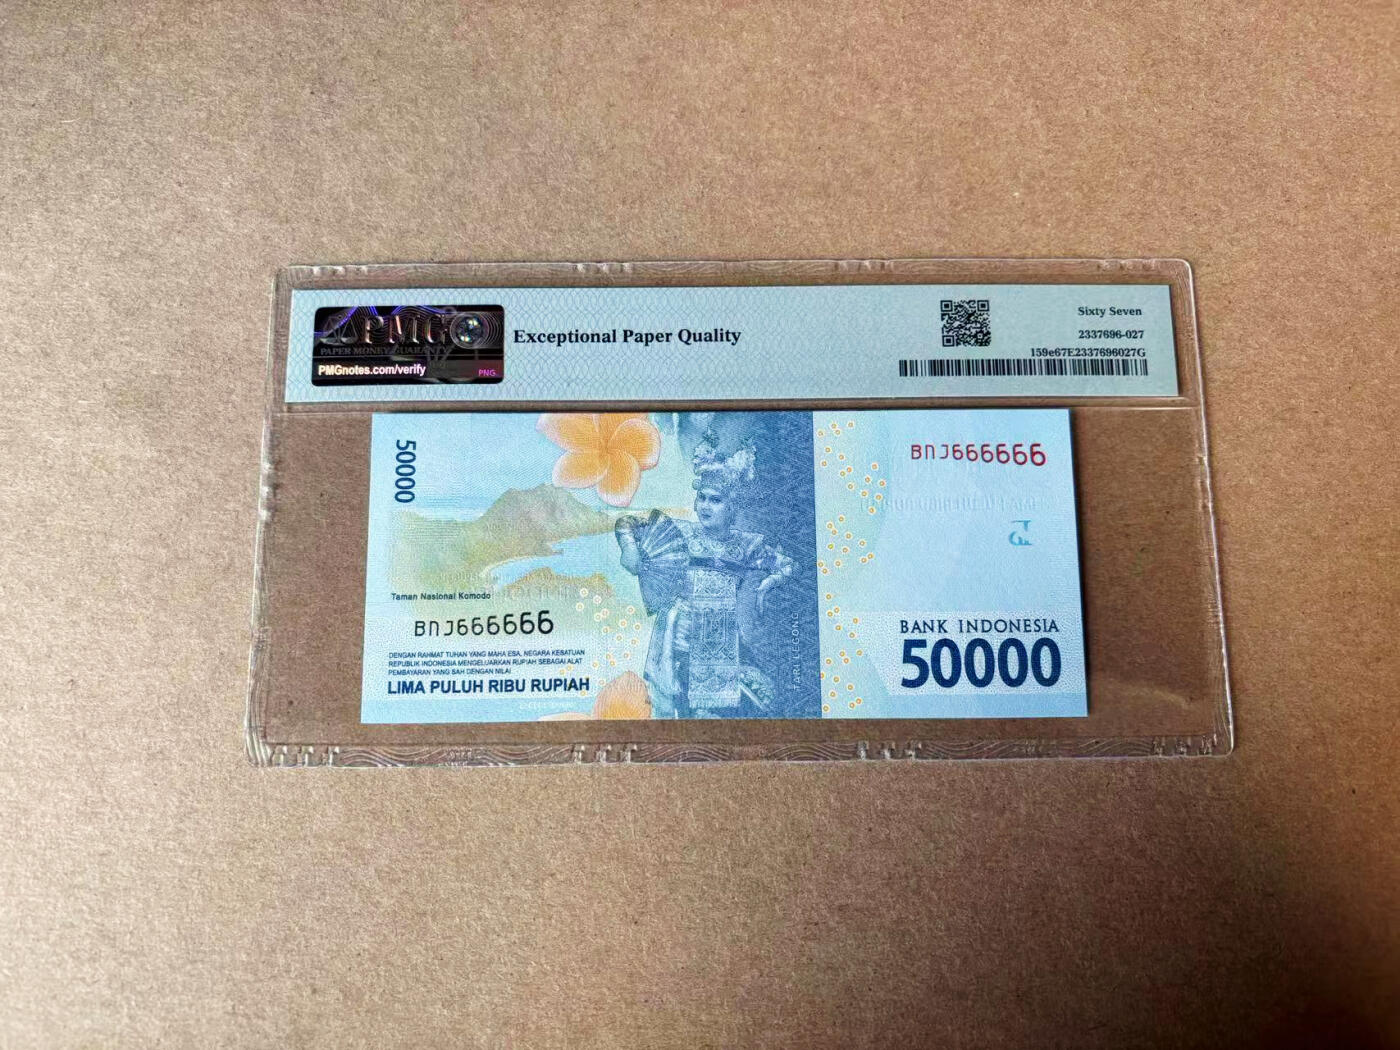 PMG
PAPER MONEY GUARANTY
PMGnotes.com/verify
PNG
Exceptional Paper Quality
Sixty Seven
2337696-027
159e67E2337696027G
50000
BNJ666666
Taman Nasional Komodo
BNJ666666
DENGAN RAHMAT TUHAN YANG MAHA ESA, NEGARA KESATUAN
REPUBLIK INDONESIA MENGELUARKAN RUPIAH SEBAGAI ALAT
PEMBAYARAN YANG SAH DENGAN NILAI
LIMA PULUH RIBU RUPIAH
TARI LEGONG
BANK INDONESIA
50000